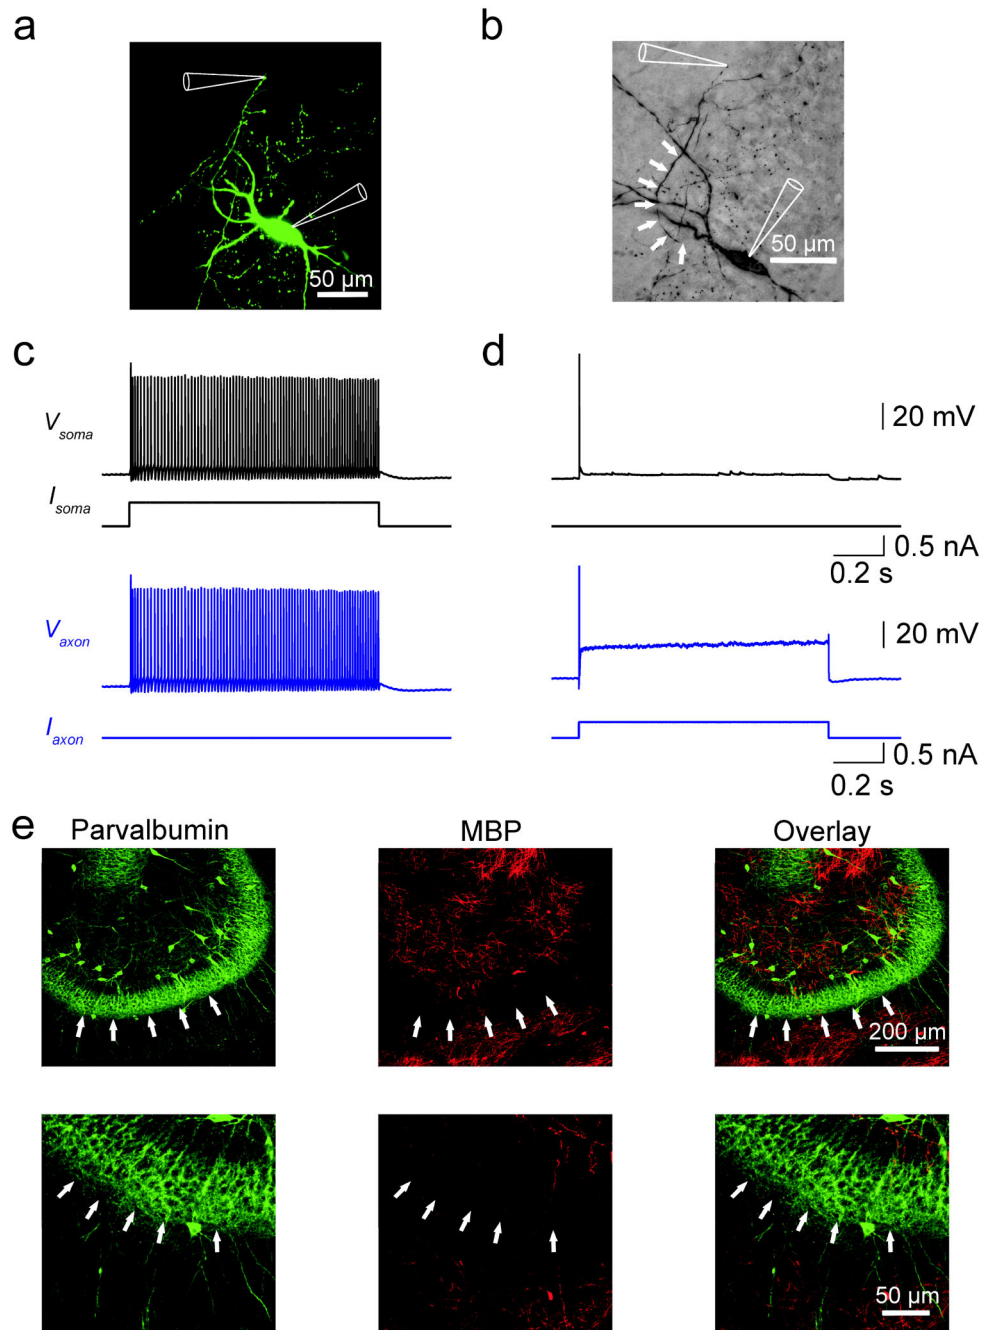 a
b
50 µm
50 µm
c
d
V soma
20 mV
I soma
0.5 nA
0.2 s
V axon
20 mV
I axon
0.5 nA
0.2 s
e
Parvalbumin
MBP
Overlay
200 µm
50 µm